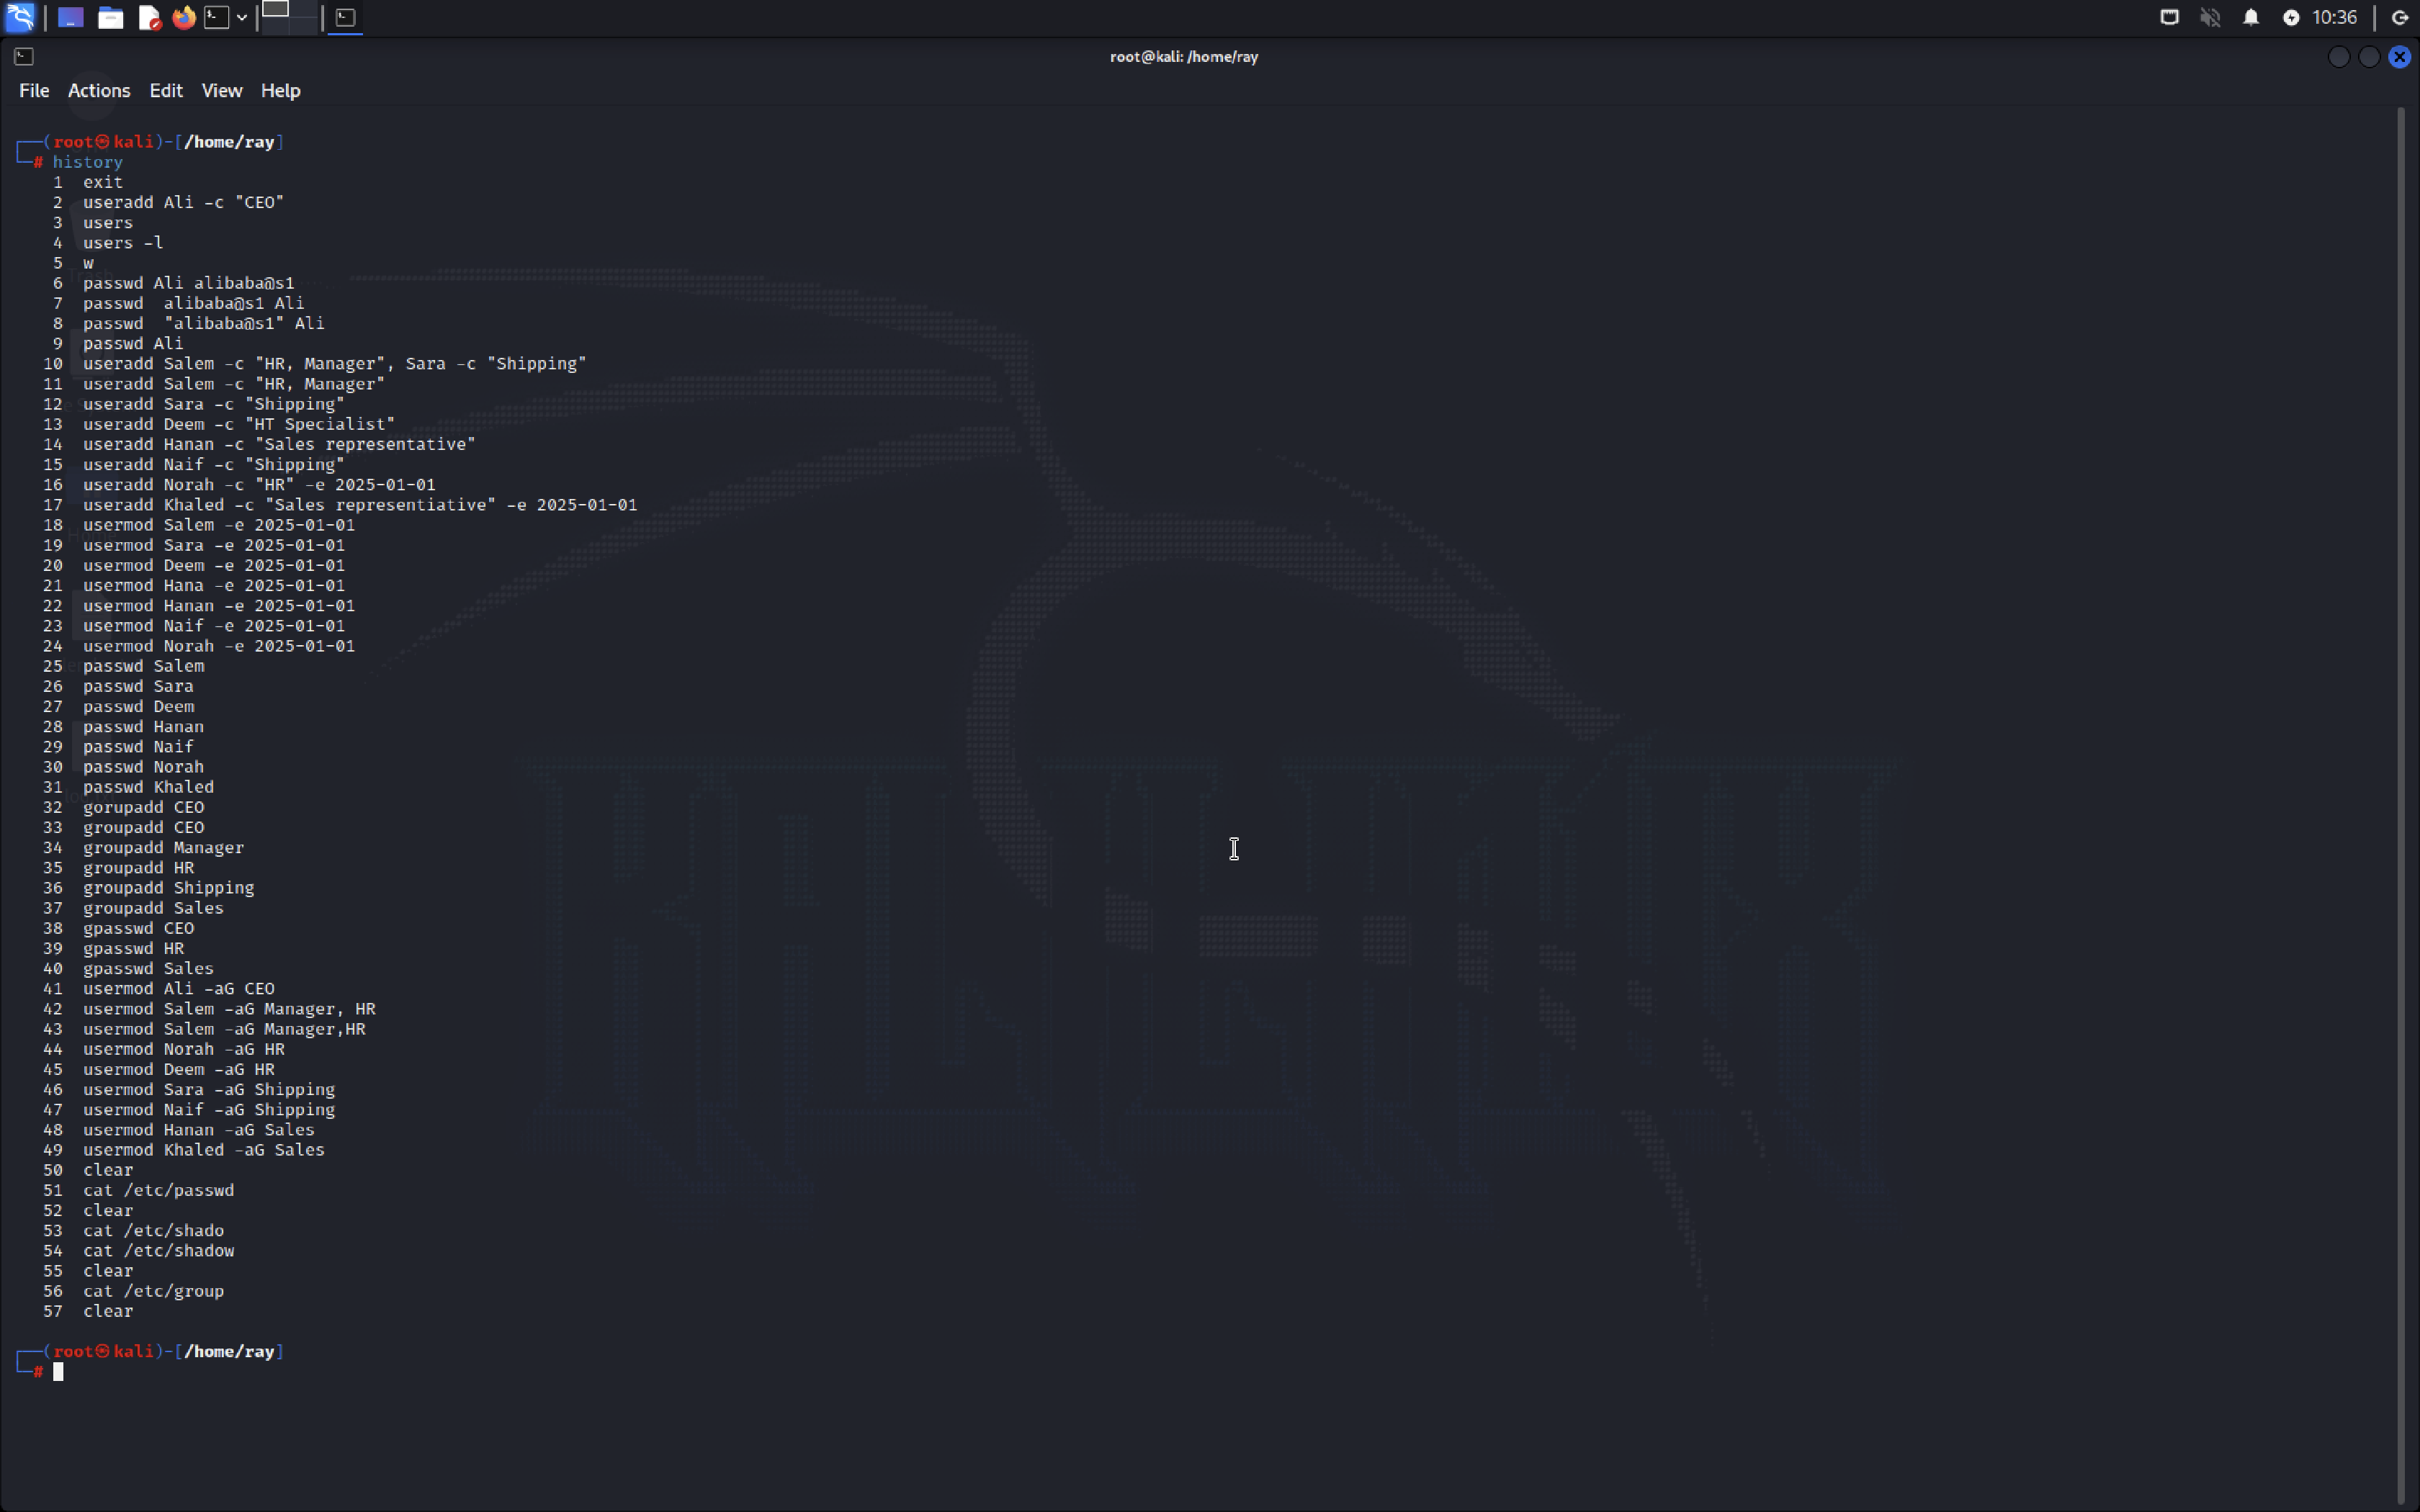 10:36
root@kali: /home/ray
File Actions Edit View Help
┌──(root㉿kali)-[/home/ray]
└─# history
1 exit
2 useradd Ali -c "CEO"
3 users
4 users -l
5 w
6 passwd Ali alibaba@s1
7 passwd  alibaba@s1 Ali
8 passwd  "alibaba@s1" Ali
9 passwd Ali
10 useradd Salem -c "HR, Manager", Sara -c "Shipping"
11 useradd Salem -c "HR, Manager"
12 useradd Sara -c "Shipping"
13 useradd Deem -c "HT Specialist"
14 useradd Hanan -c "Sales representative"
15 useradd Naif -c "Shipping"
16 useradd Norah -c "HR" -e 2025-01-01
17 useradd Khaled -c "Sales representiative" -e 2025-01-01
18 usermod Salem -e 2025-01-01
19 usermod Sara -e 2025-01-01
20 usermod Deem -e 2025-01-01
21 usermod Hana -e 2025-01-01
22 usermod Hanan -e 2025-01-01
23 usermod Naif -e 2025-01-01
24 usermod Norah -e 2025-01-01
25 passwd Salem
26 passwd Sara
27 passwd Deem
28 passwd Hanan
29 passwd Naif
30 passwd Norah
31 passwd Khaled
32 gorupadd CEO
33 groupadd CEO
34 groupadd Manager
35 groupadd HR
36 groupadd Shipping
37 groupadd Sales
38 gpasswd CEO
39 gpasswd HR
40 gpasswd Sales
41 usermod Ali -aG CEO
42 usermod Salem -aG Manager, HR
43 usermod Salem -aG Manager,HR
44 usermod Norah -aG HR
45 usermod Deem -aG HR
46 usermod Sara -aG Shipping
47 usermod Naif -aG Shipping
48 usermod Hanan -aG Sales
49 usermod Khaled -aG Sales
50 clear
51 cat /etc/passwd
52 clear
53 cat /etc/shado
54 cat /etc/shadow
55 clear
56 cat /etc/group
57 clear
┌──(root㉿kali)-[/home/ray]
└─#